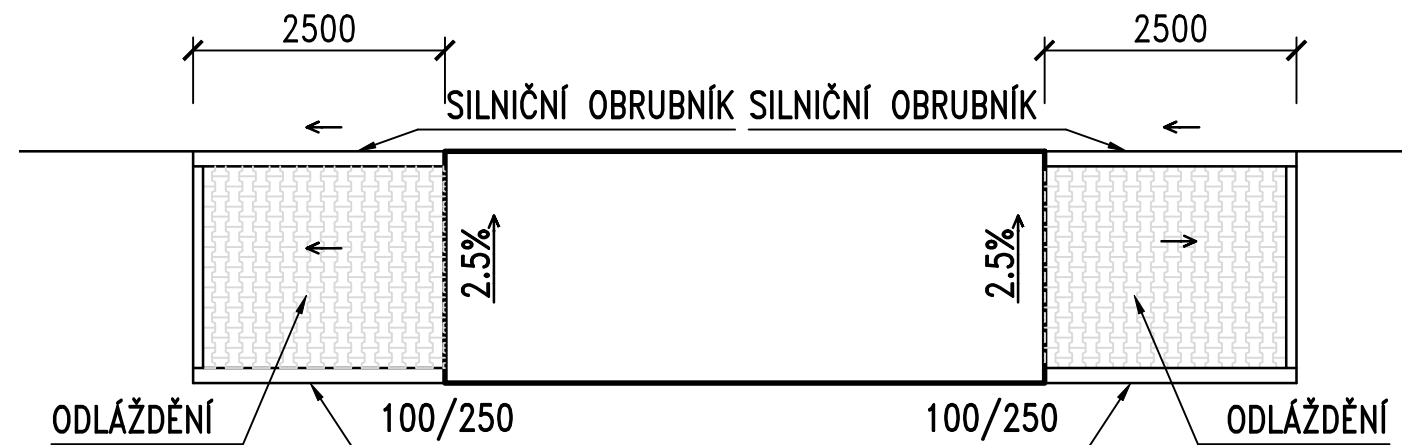 2500 2500
SILNIČNÍ OBRUBNÍK SILNIČNÍ OBRUBNÍK
2.5% 2.5%
ODLÁŽDĚNÍ 100/250 100/250 ODLÁŽDĚNÍ